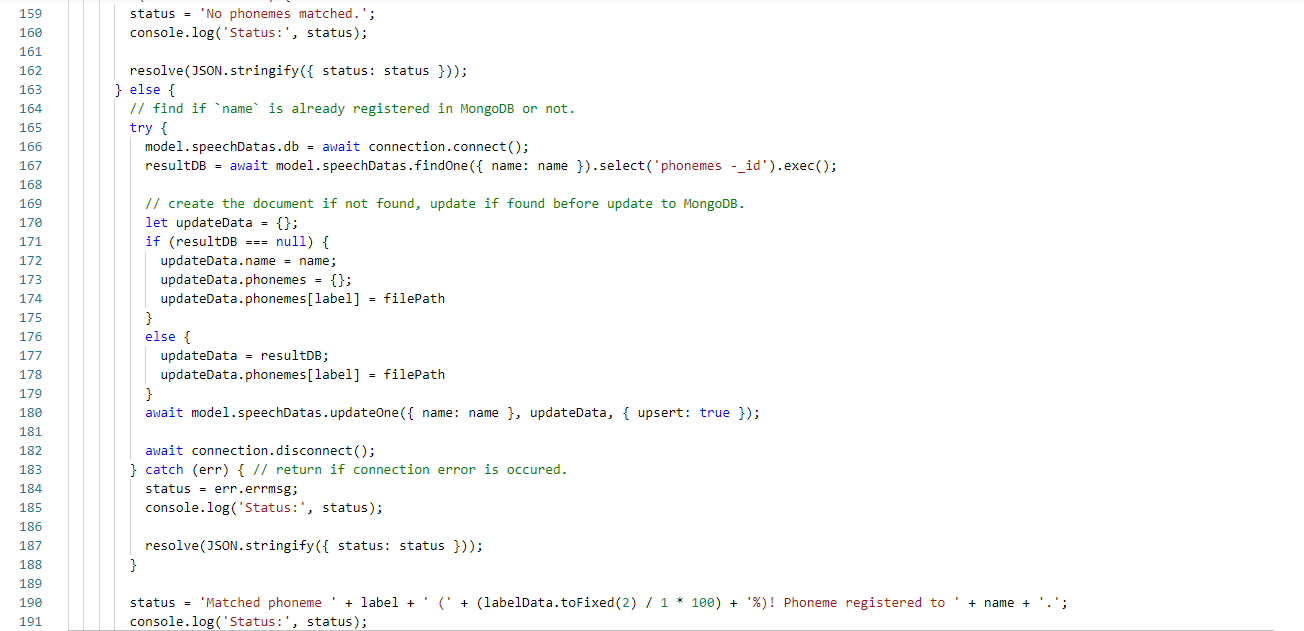 159 status = 'No phonemes matched.';
160 console.log('Status:', status);
161
162 resolve(JSON.stringify({ status: status }));
163 } else {
164 // find if `name` is already registered in MongoDB or not.
165 try {
166 model.speechDatas.db = await connection.connect();
167 resultDB = await model.speechDatas.findOne({ name: name }).select('phonemes -_id').exec();
168
169 // create the document if not found, update if found before update to MongoDB.
170 let updateData = {};
171 if (resultDB === null) {
172 updateData.name = name;
173 updateData.phonemes = {};
174 updateData.phonemes[label] = filePath
175 }
176 else {
177 updateData = resultDB;
178 updateData.phonemes[label] = filePath
179 }
180 await model.speechDatas.updateOne({ name: name }, updateData, { upsert: true });
181
182 await connection.disconnect();
183 } catch (err) { // return if connection error is occured.
184 status = err.errmsg;
185 console.log('Status:', status);
186
187 resolve(JSON.stringify({ status: status }));
188 }
189
190 status = 'Matched phoneme ' + label + ' (' + (labelData.toFixed(2) / 1 * 100) + '%)! Phoneme registered to ' + name + '.';
191 console.log('Status:', status);